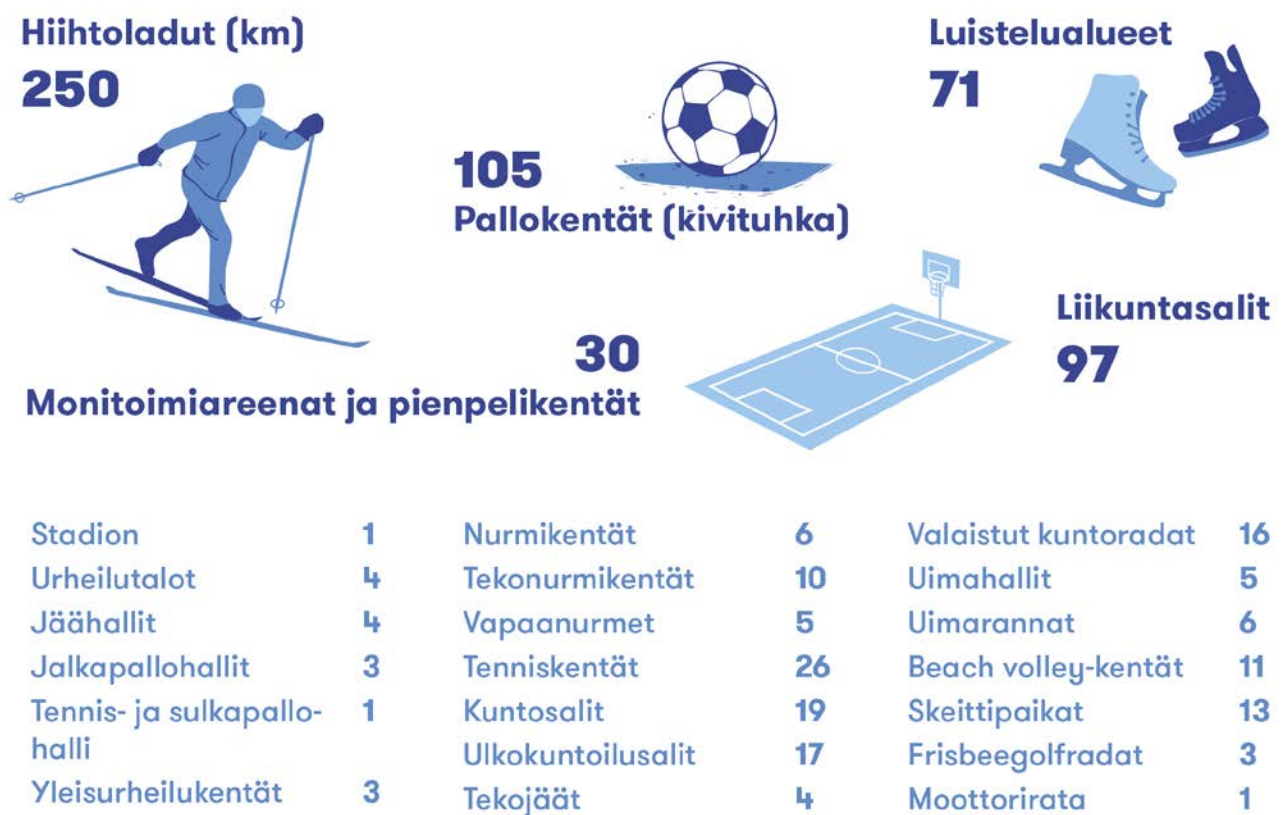 Hiihtoladut (km)
250
105
Pallokentät (kivituhka)
Luistelualueet
71
30
Monitoimiareenat ja pienpelikentät
Liikuntasalit
97
Stadion 1
Urheilutalot 4
Jäähallit 4
Jalkapallohallit 3
Tennis- ja sulkapallo- 1
halli
Yleisurheilukentät 3
Nurmikentät 6
Tekonurmikentät 10
Vapaanurmet 5
Tenniskentät 26
Kuntosalit 19
Ulkokuntoilusalit 17
Tekojäät 4
Valaistut kuntoradat 16
Uimahallit 5
Uimarannat 6
Beach volley-kentät 11
Skeittipaikat 13
Frisbeegolfradat 3
Moottorirata 1